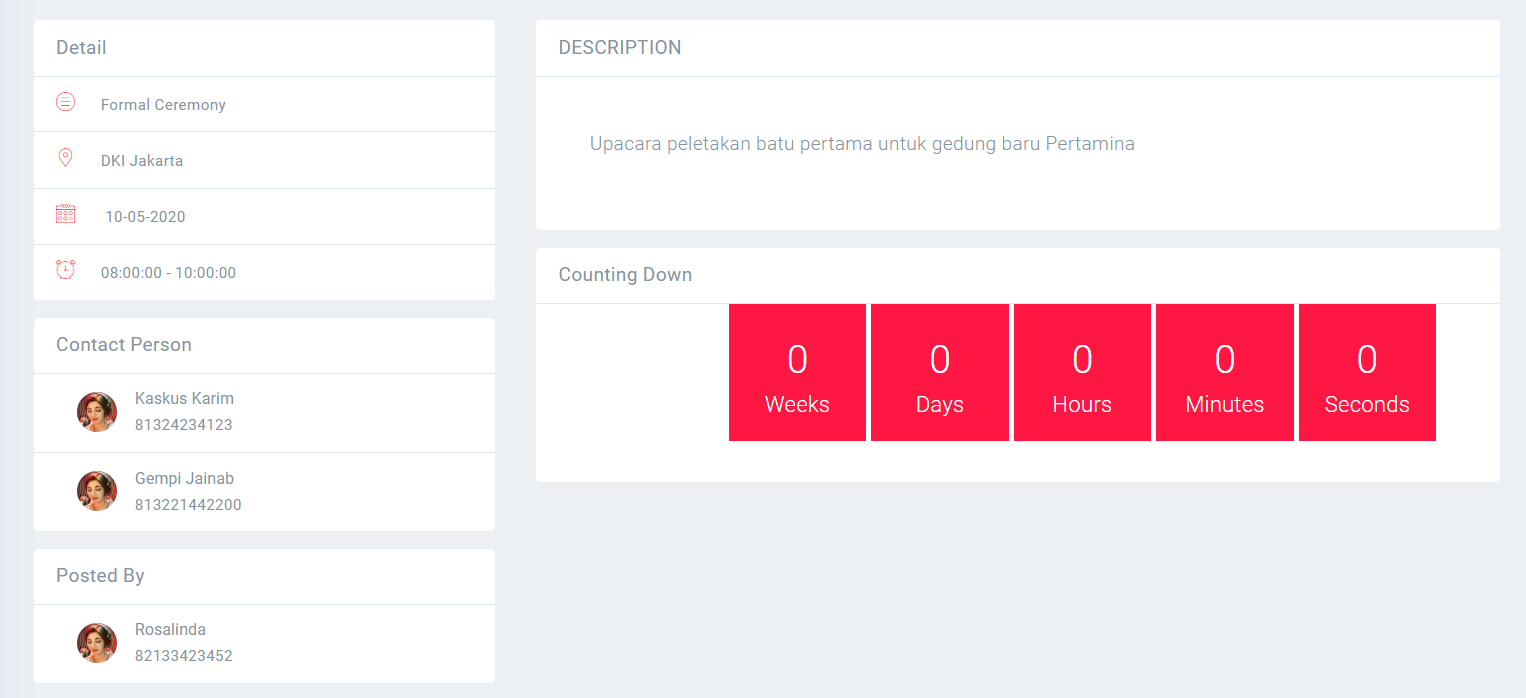 Detail
Formal Ceremony
DKI Jakarta
10-05-2020
08:00:00 - 10:00:00
Contact Person
Kaskus Karim
81324234123
Gempi Jainab
813221442200
Posted By
Rosalinda
82133423452
DESCRIPTION
Upacara peletakan batu pertama untuk gedung baru Pertamina
Counting Down
0 0 0 0 0
Weeks Days Hours Minutes Seconds